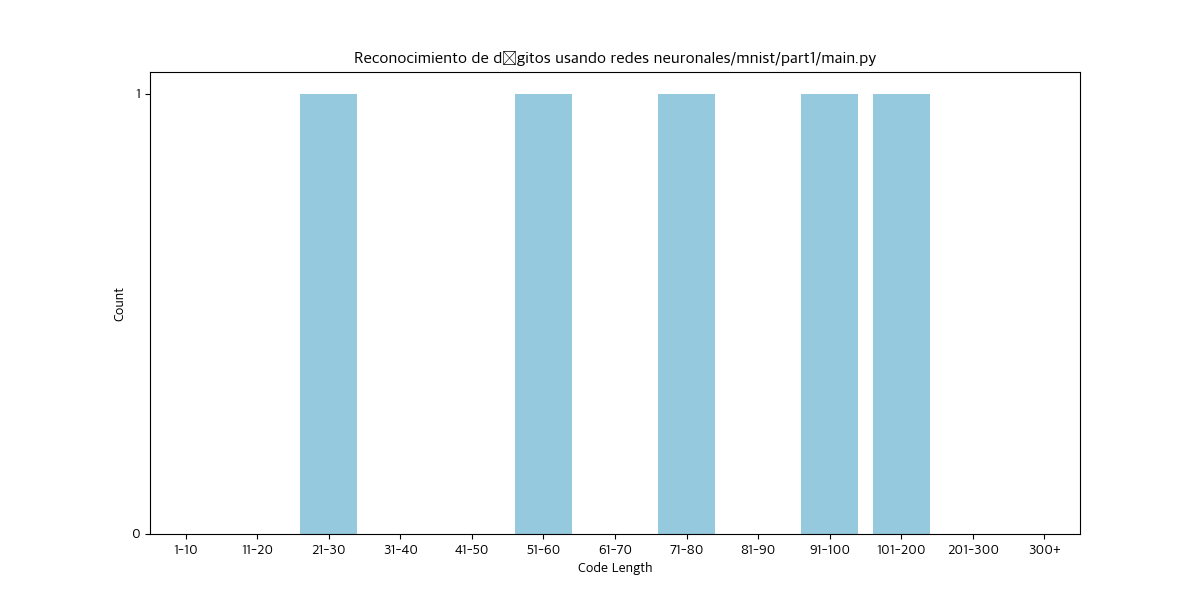 Reconocimiento de d☒gitos usando redes neuronales/mnist/part1/main.py
1
Count
0
1-10 11-20 21-30 31-40 41-50 51-60 61-70 71-80 81-90 91-100 101-200 201-300 300+
Code Length